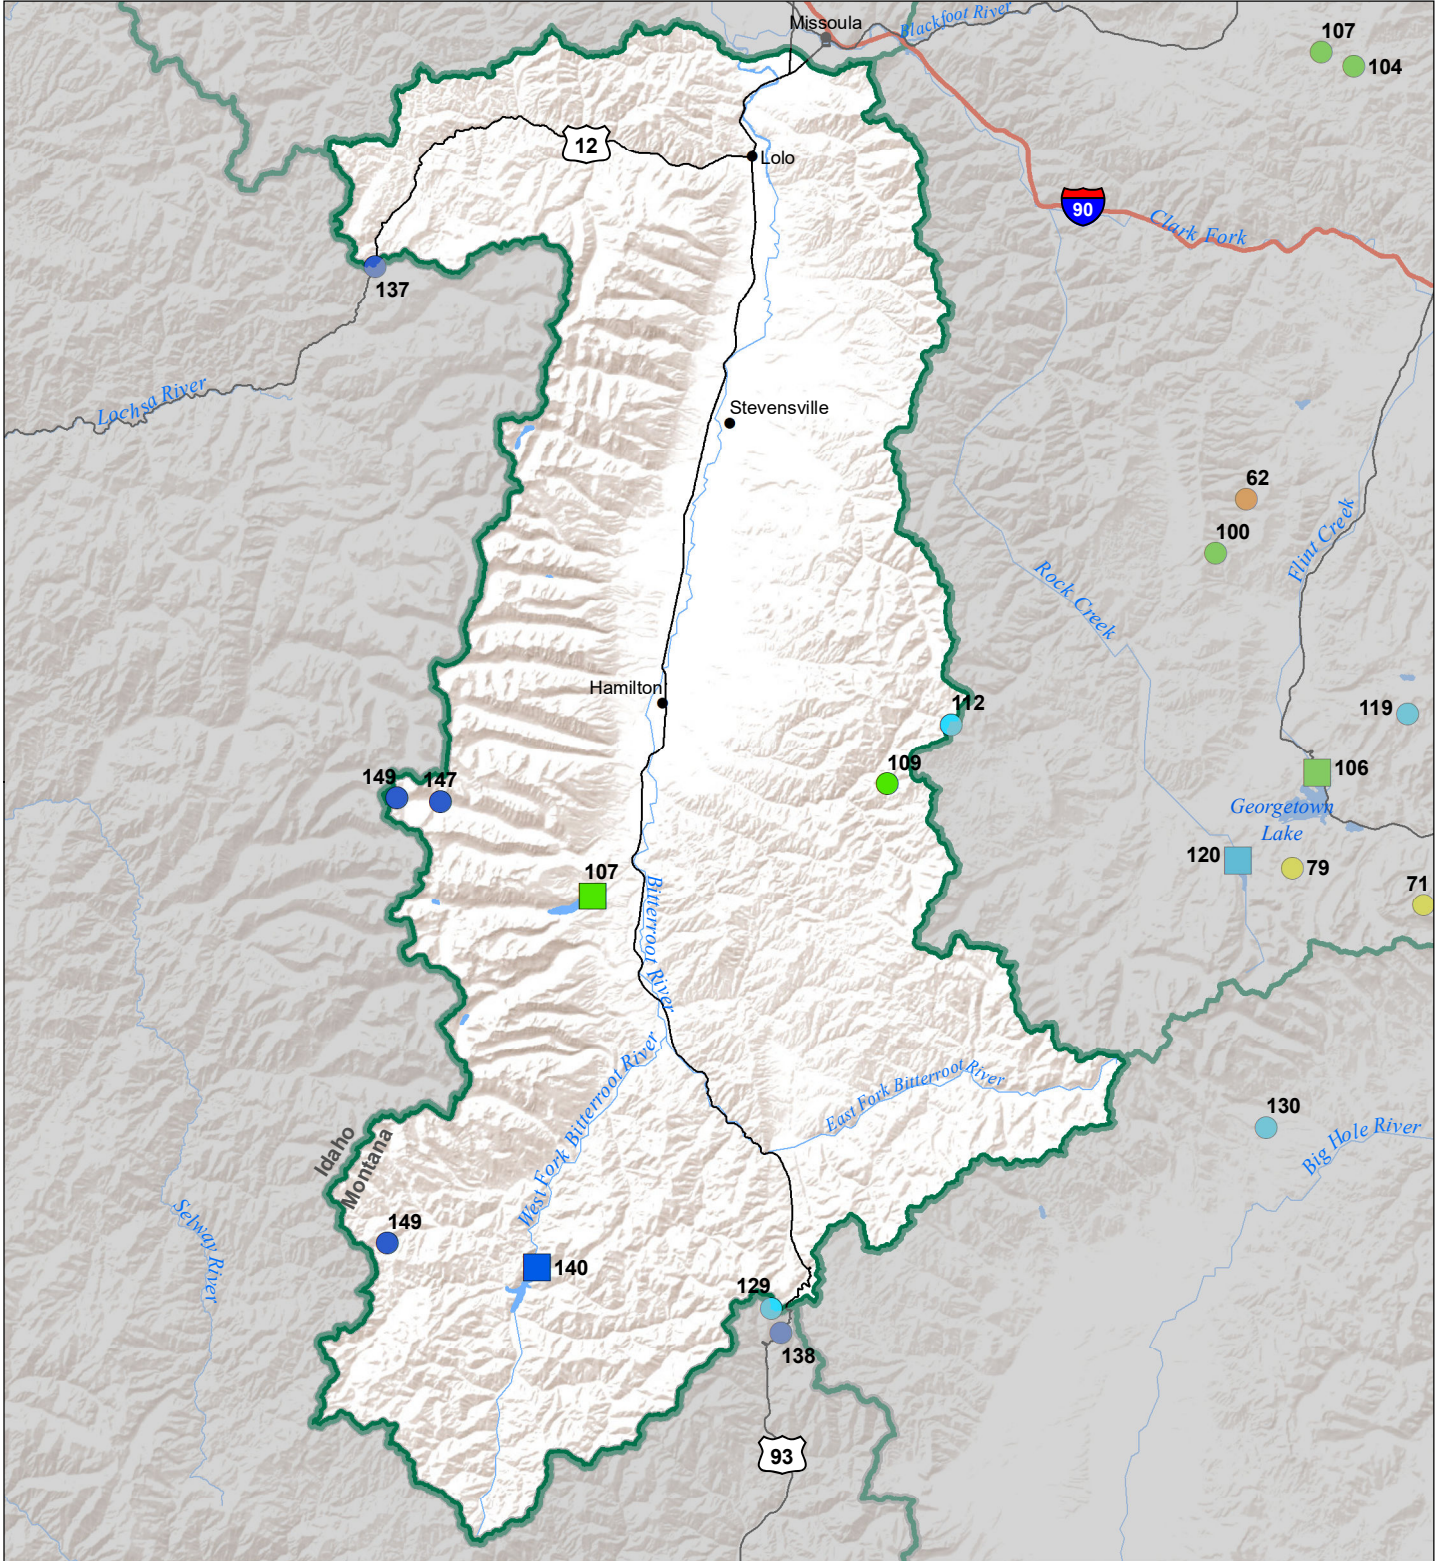 Missoula
Blackfoot River
107
104
12
Lolo
90
Clark Fork
137
Lochsa River
Stevensville
62
100
Flint Creek
Rock Creek
Hamilton
112
119
109
106
149
147
Georgetown
Lake
120
79
107
71
Bitterroot River
West Fork Bitterroot River
East Fork Bitterroot River
130
Big Hole River
Idaho
Montana
Selway River
149
140
129
138
93